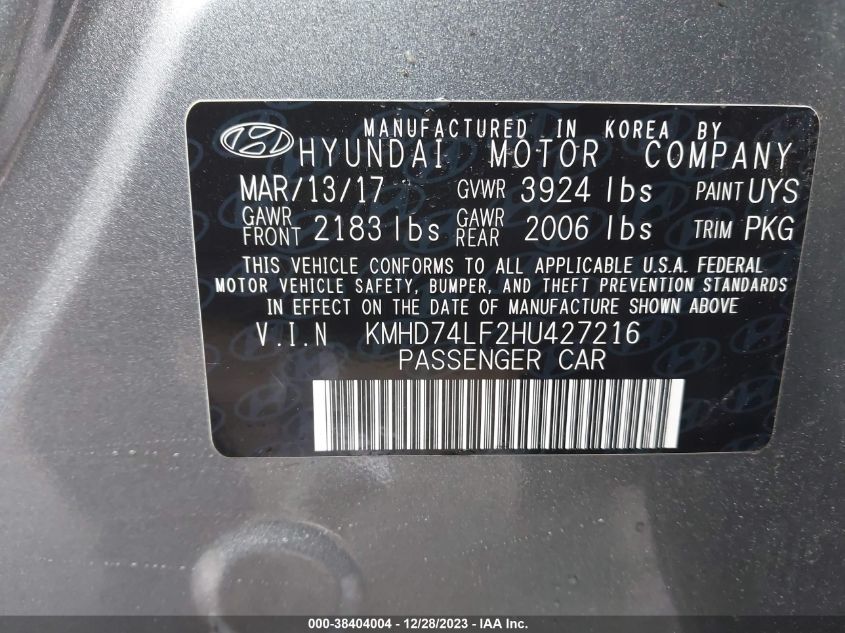 MANUFACTURED IN KOREA BY
HYUNDAI MOTOR COMPANY
MAR/13/17 GVWR 3924 lbs PAINT UYS
GAWR FRONT 2183 lbs GAWR REAR 2006 lbs TRIM PKG
THIS VEHICLE CONFORMS TO ALL APPLICABLE U.S.A. FEDERAL
MOTOR VEHICLE SAFETY, BUMPER, AND THEFT PREVENTION STANDARDS
IN EFFECT ON THE DATE OF MANUFACTURE SHOWN ABOVE
V.I.N KMHD74LF2HU427216
PASSENGER CAR
000-38404004 - 12/28/2023 - IAA Inc.